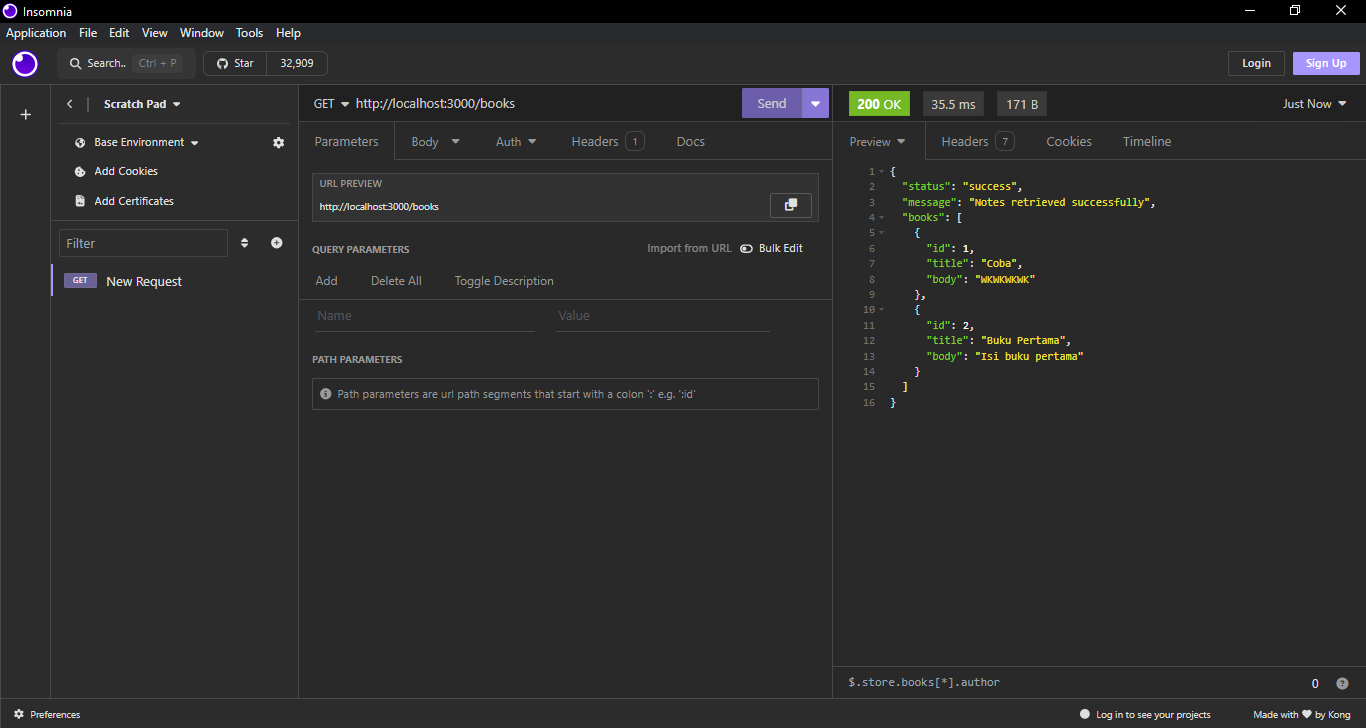 Insomnia
Application File Edit View Window Tools Help
Search.. Ctrl + P Star 32,909 Login Sign Up
Scratch Pad
Base Environment
Add Cookies
Add Certificates
Filter
GET New Request
GET http://localhost:3000/books Send
Parameters Body Auth Headers 1 Docs
URL PREVIEW
http://localhost:3000/books
QUERY PARAMETERS Import from URL Bulk Edit
Add Delete All Toggle Description
Name Value
PATH PARAMETERS
Path parameters are url path segments that start with a colon ':' e.g. ':id'
200 OK 35.5 ms 171 B Just Now
Preview Headers 7 Cookies Timeline
1 {
2 "status": "success",
3 "message": "Notes retrieved successfully",
4 "books": [
5 {
6 "id": 1,
7 "title": "Coba",
8 "body": "WKWKWKWK"
9 },
10 {
11 "id": 2,
12 "title": "Buku Pertama",
13 "body": "Isi buku pertama"
14 }
15 ]
16 }
$.store.books[*].author 0 ?
Preferences Log in to see your projects Made with ♥ by Kong